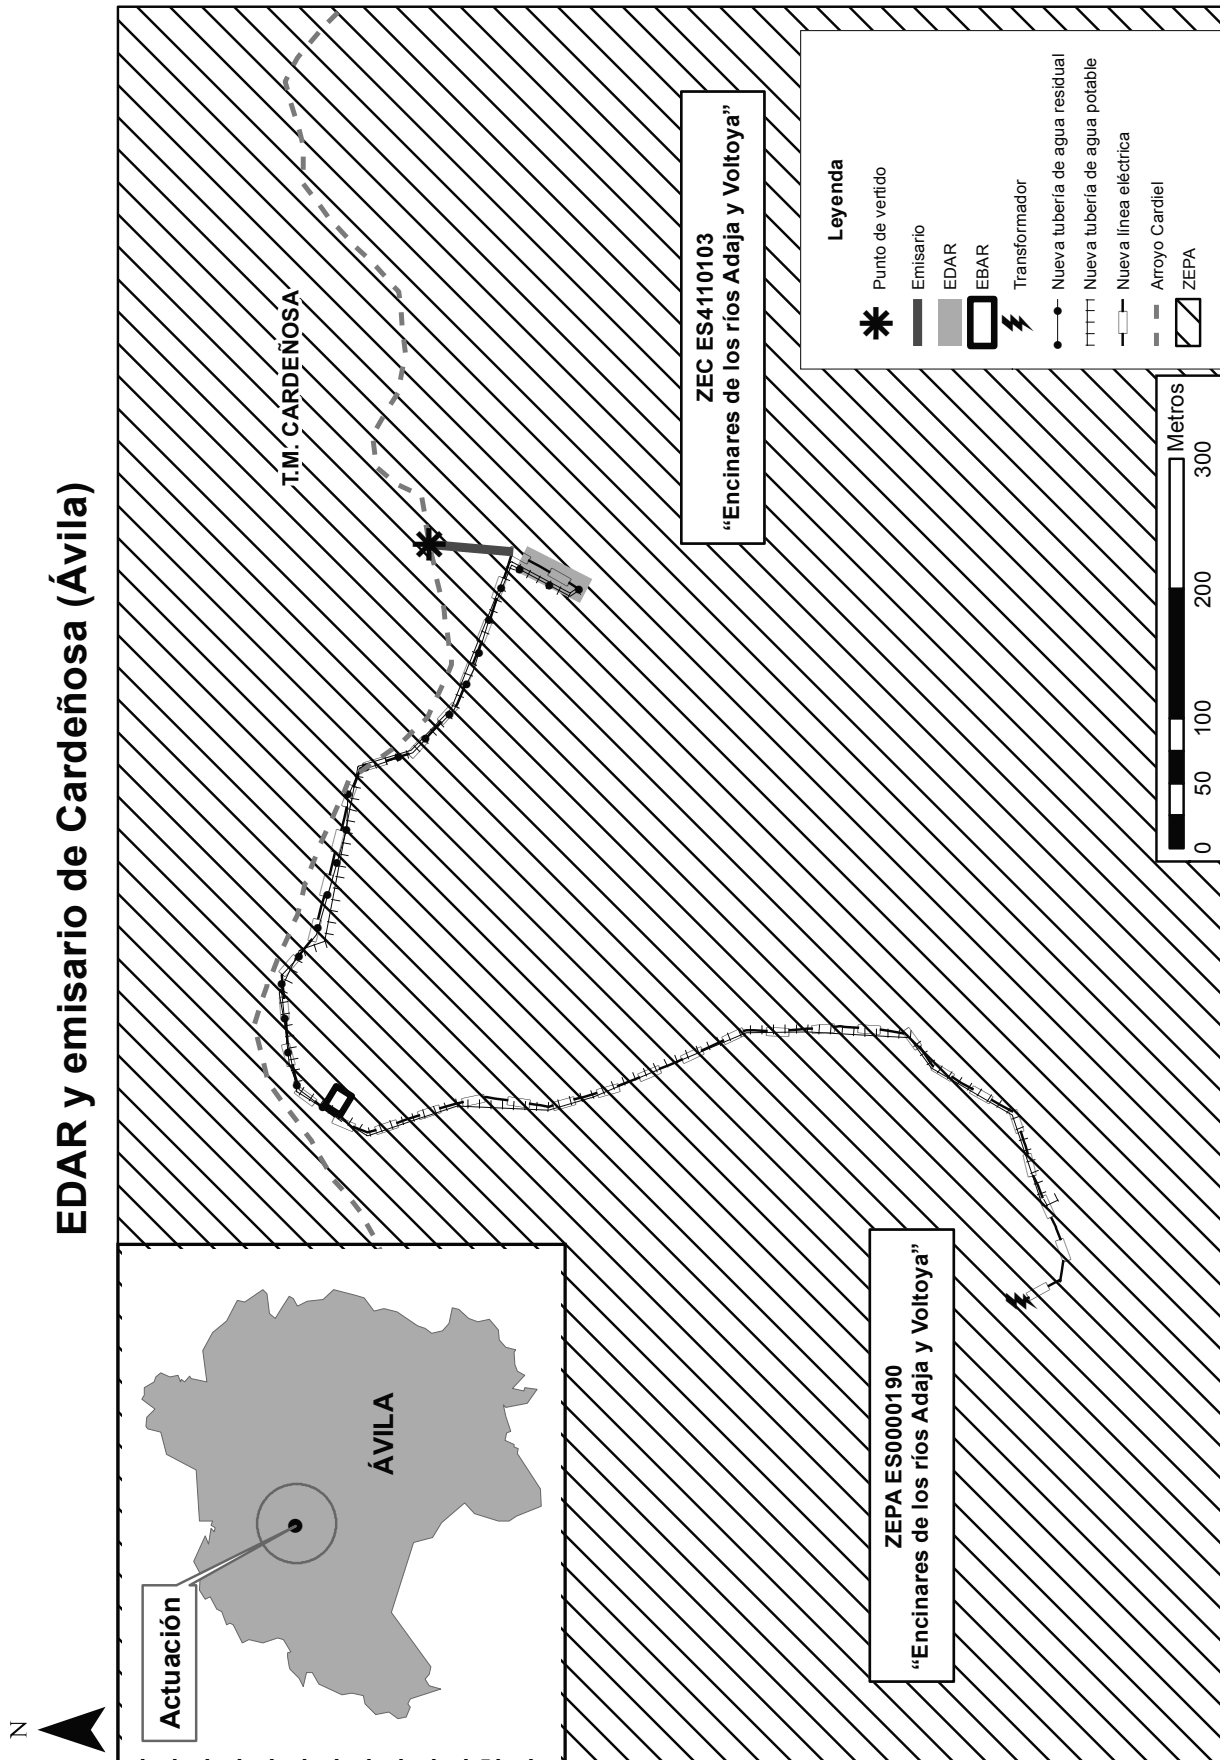 EDAR y emisario de Cardeñosa (Ávila)
N
Actuación
ÁVILA
T.M. CARDEÑOSA
ZEC ES4110103
“Encinares de los ríos Adaja y Voltoya”
ZEPA ES0000190
“Encinares de los ríos Adaja y Voltoya”
Leyenda
Punto de vertido
Emisario
EDAR
EBAR
Transformador
Nueva tubería de agua residual
Nueva tubería de agua potable
Nueva línea eléctrica
Arroyo Cardiel
ZEPA
Metros
0 50 100 200 300